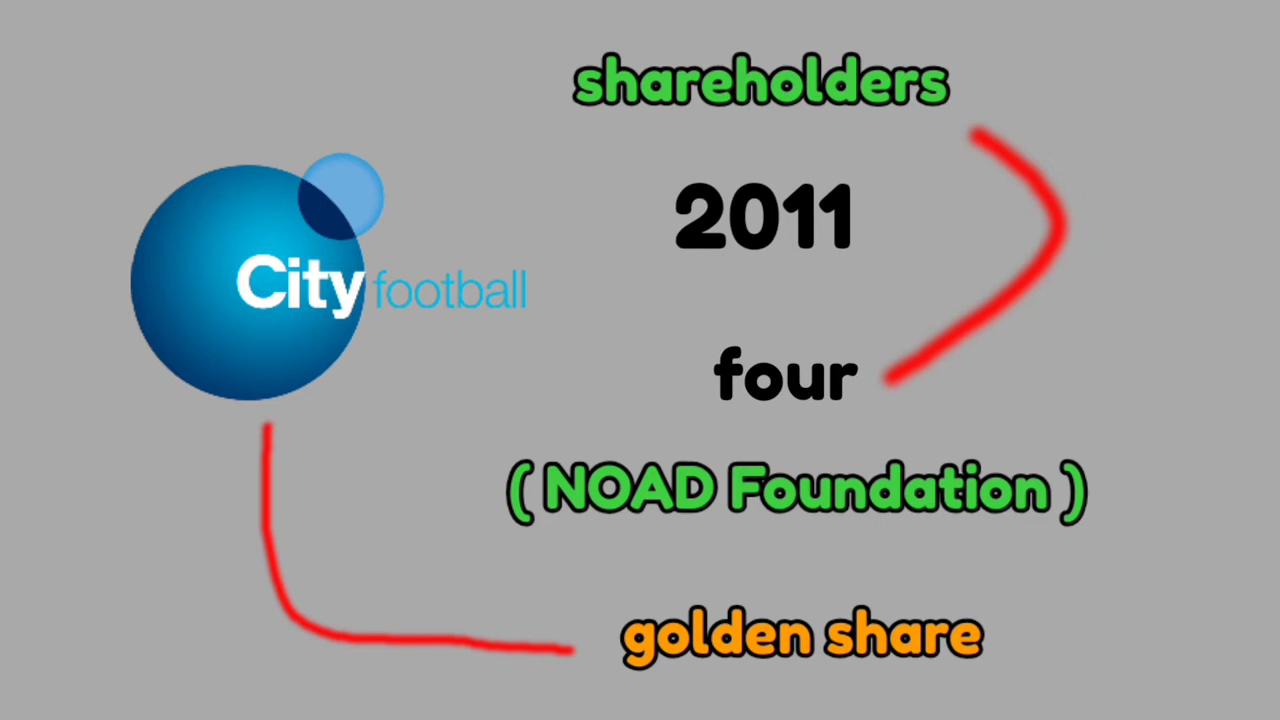 shareholders
2011
City football
four
( NOAD Foundation )
golden share